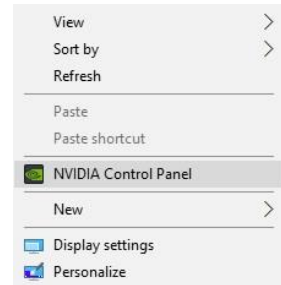 View
Sort by
Refresh
Paste
Paste shortcut
NVIDIA Control Panel
New
Display settings
Personalize